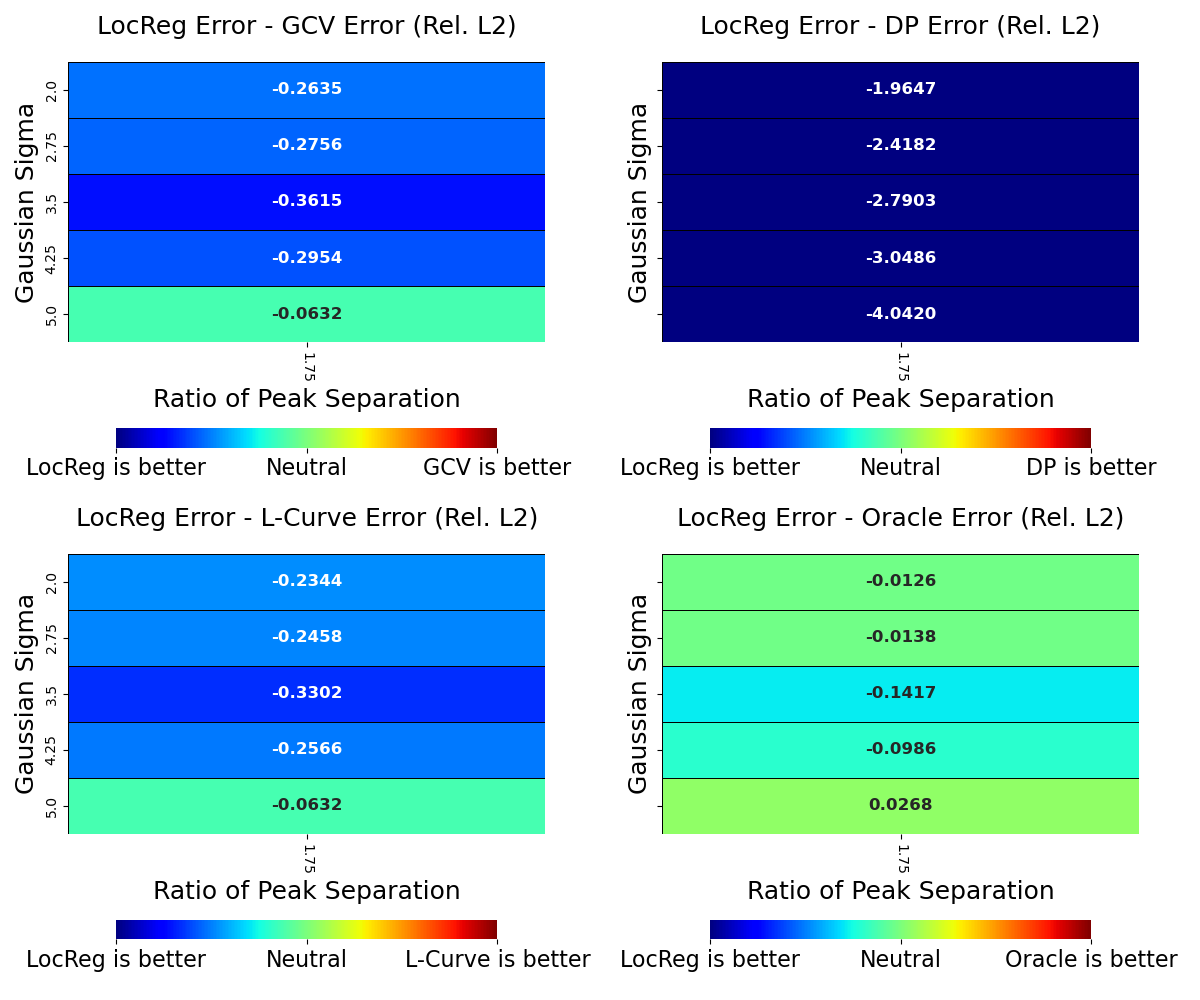 LocReg Error - GCV Error (Rel. L2)
Gaussian Sigma
2.0
-0.2635
2.75
-0.2756
3.5
-0.3615
4.25
-0.2954
5.0
-0.0632
1.75
Ratio of Peak Separation
LocReg is better
Neutral
GCV is better
LocReg Error - DP Error (Rel. L2)
Gaussian Sigma
-1.9647
-2.4182
-2.7903
-3.0486
-4.0420
1.75
Ratio of Peak Separation
LocReg is better
Neutral
DP is better
LocReg Error - L-Curve Error (Rel. L2)
Gaussian Sigma
2.0
-0.2344
2.75
-0.2458
3.5
-0.3302
4.25
-0.2566
5.0
-0.0632
1.75
Ratio of Peak Separation
LocReg is better
Neutral
L-Curve is better
LocReg Error - Oracle Error (Rel. L2)
Gaussian Sigma
-0.0126
-0.0138
-0.1417
-0.0986
0.0268
1.75
Ratio of Peak Separation
LocReg is better
Neutral
Oracle is better